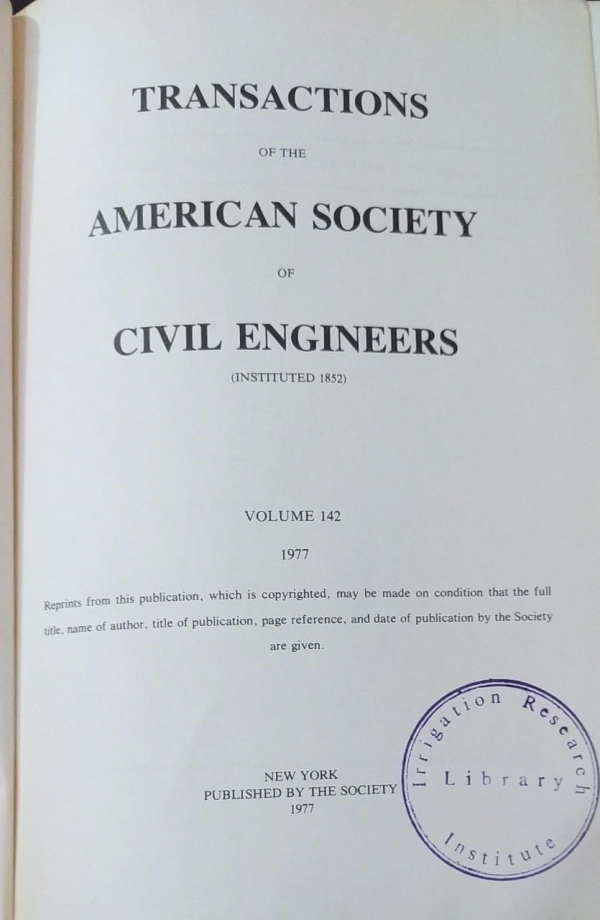 TRANSACTIONS
OF THE
AMERICAN SOCIETY
OF
CIVIL ENGINEERS
(INSTITUTED 1852)
VOLUME 142
1977
Reprints from this publication, which is copyrighted, may be made on condition that the full
title, name of author, title of publication, page reference, and date of publication by the Society
are given.
NEW YORK
PUBLISHED BY THE SOCIETY
1977
Irrigation Research
Library
Institute